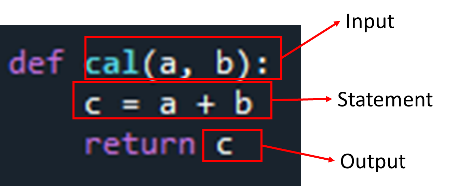 Input
def cal(a, b):
c = a + b
Statement
return c
Output